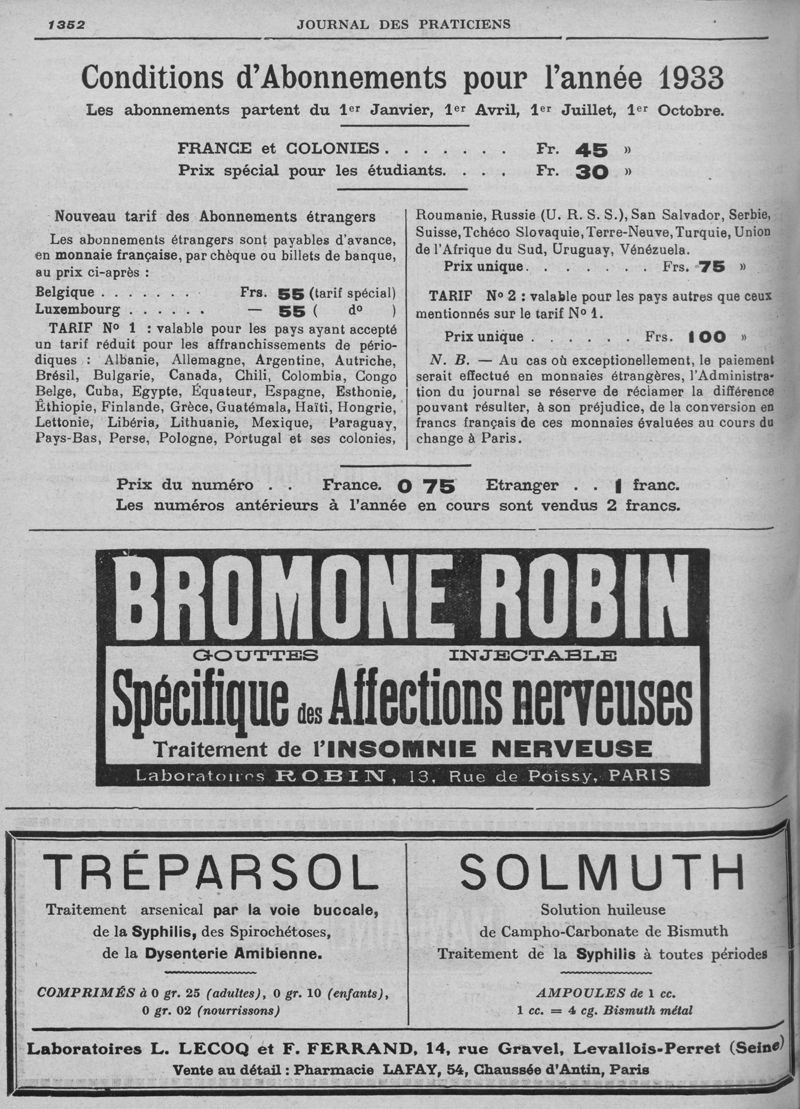 1352
JOURNAL DES PRATICIENS
Conditions d'Abonnements pour l'année 1933
Les abonnements partent du 1er Janvier, 1er Avril, 1er Juillet, 1er Octobre.
FRANCE et COLONIES . . . . . . . Fr. 45 »
Prix spécial pour les étudiants. . . . Fr. 30 »
Nouveau tarif des Abonnements étrangers
Les abonnements étrangers sont payables d'avance,
en monnaie française, par chèque ou billets de banque,
au prix ci-après :
Belgique . . . . . . . Frs. 55 (tarif spécial)
Luxembourg . . . . . . — 55 ( do )
TARIF No 1 : valable pour les pays ayant accepté
un tarif réduit pour les affranchissements de pério-
diques : Albanie, Allemagne, Argentine, Autriche,
Brésil, Bulgarie, Canada, Chili, Colombia, Congo
Belge, Cuba, Egypte, Équateur, Espagne, Esthonie,
Éthiopie, Finlande, Grèce, Guatémala, Haïti, Hongrie,
Lettonie, Libéria, Lithuanie, Mexique, Paraguay,
Pays-Bas, Perse, Pologne, Portugal et ses colonies,
Roumanie, Russie (U. R. S. S.), San Salvador, Serbie,
Suisse, Tchéco Slovaquie, Terre-Neuve, Turquie, Union
de l'Afrique du Sud, Uruguay, Vénézuela.
Prix unique. . . . . . . Frs. 75 »
TARIF No 2 : valable pour les pays autres que ceux
mentionnés sur le tarif No 1.
Prix unique . . . . . . Frs. 100 »
N. B. — Au cas où exceptionellement, le paiement
serait effectué en monnaies étrangères, l'Administra-
tion du journal se réserve de réclamer la différence
pouvant résulter, à son préjudice, de la conversion en
francs français de ces monnaies évaluées au cours du
change à Paris.
Prix du numéro . . France. 0 75 Etranger . . 1 franc.
Les numéros antérieurs à l'année en cours sont vendus 2 francs.
BROMONE ROBIN
GOUTTES INJECTABLE
Spécifique des Affections nerveuses
Traitement de l'INSOMNIE NERVEUSE
Laboratoires ROBIN, 13, Rue de Poissy, PARIS
TRÉPARSOL
Traitement arsenical par la voie buccale,
de la Syphilis, des Spirochétoses,
de la Dysenterie Amibienne.
COMPRIMÉS à 0 gr. 25 (adultes), 0 gr. 10 (enfants),
0 gr. 02 (nourrissons)
SOLMUTH
Solution huileuse
de Campho-Carbonate de Bismuth
Traitement de la Syphilis à toutes périodes
AMPOULES de 1 cc.
1 cc. = 4 cg. Bismuth métal
Laboratoires L. LECOQ et F. FERRAND, 14, rue Gravel, Levallois-Perret (Seine)
Vente au détail : Pharmacie LAFAY, 54, Chaussée d'Antin, Paris